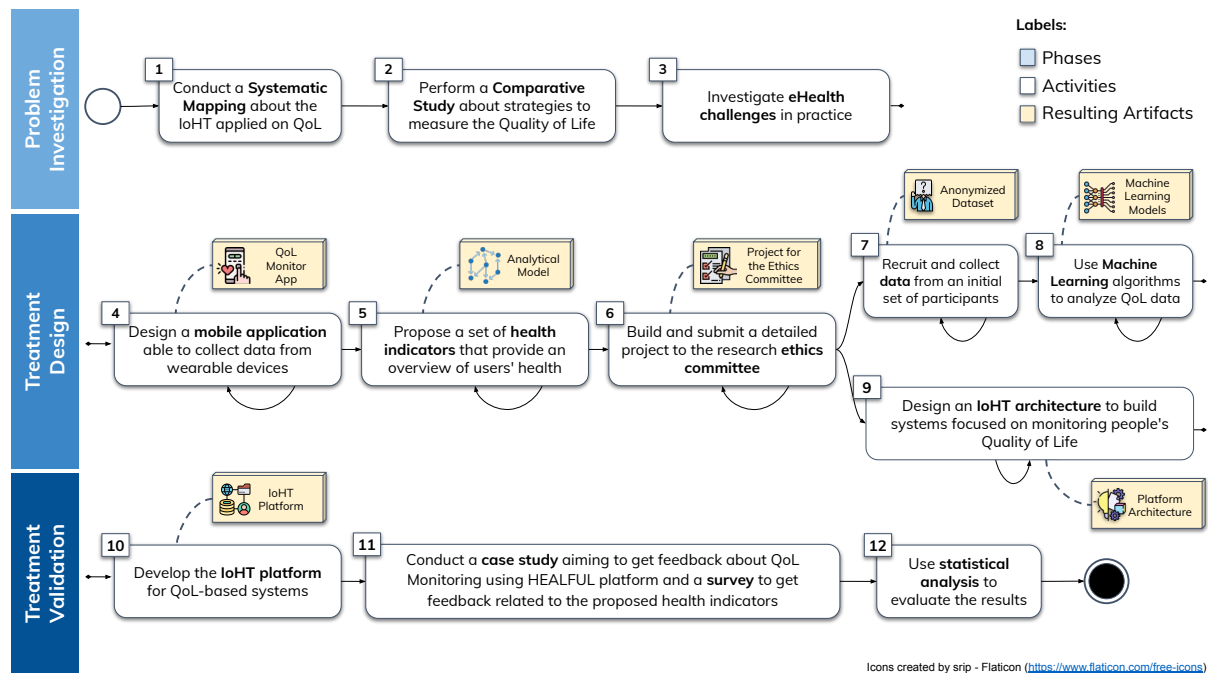 Labels:
Phases
Activities
Resulting Artifacts
Problem
Investigation
1
Conduct a Systematic
Mapping about the
IoHT applied on QoL
2
Perform a Comparative
Study about strategies to
measure the Quality of Life
3
Investigate eHealth
challenges in practice
Treatment
Design
QoL
Monitor
App
4
Design a mobile application
able to collect data from
wearable devices
Analytical
Model
5
Propose a set of health
indicators that provide an
overview of users' health
Project for
the Ethics
Committee
6
Build and submit a detailed
project to the research ethics
committee
Anonymized
Dataset
7
Recruit and collect
data from an initial
set of participants
Machine
Learning
Models
8
Use Machine
Learning algorithms
to analyze QoL data
9
Design an IoHT architecture to build
systems focused on monitoring people's
Quality of Life
Platform
Architecture
Treatment
Validation
IoHT
Platform
10
Develop the IoHT platform
for QoL-based systems
11
Conduct a case study aiming to get feedback about QoL
Monitoring using HEALFUL platform and a survey to get
feedback related to the proposed health indicators
12
Use statistical
analysis to
evaluate the results
Icons created by srip - Flaticon (https://www.flaticon.com/free-icons)